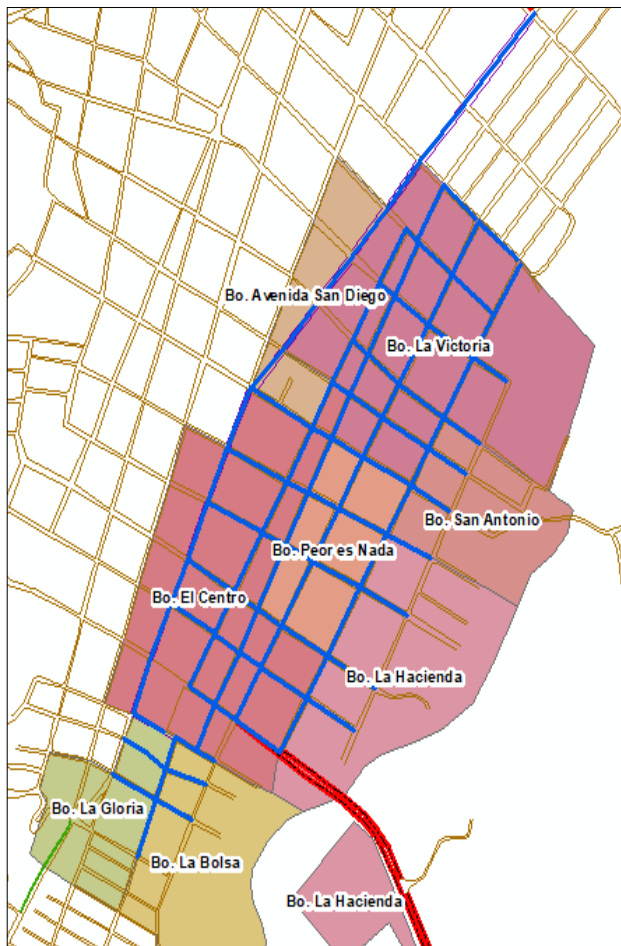 Bo. Avenida San Diego
Bo. La Victoria
Bo. San Antonio
Bo. Peor es Nada
Bo. El Centro
Bo. La Hacienda
Bo. La Gloria
Bo. La Bolsa
Bo. La Hacienda